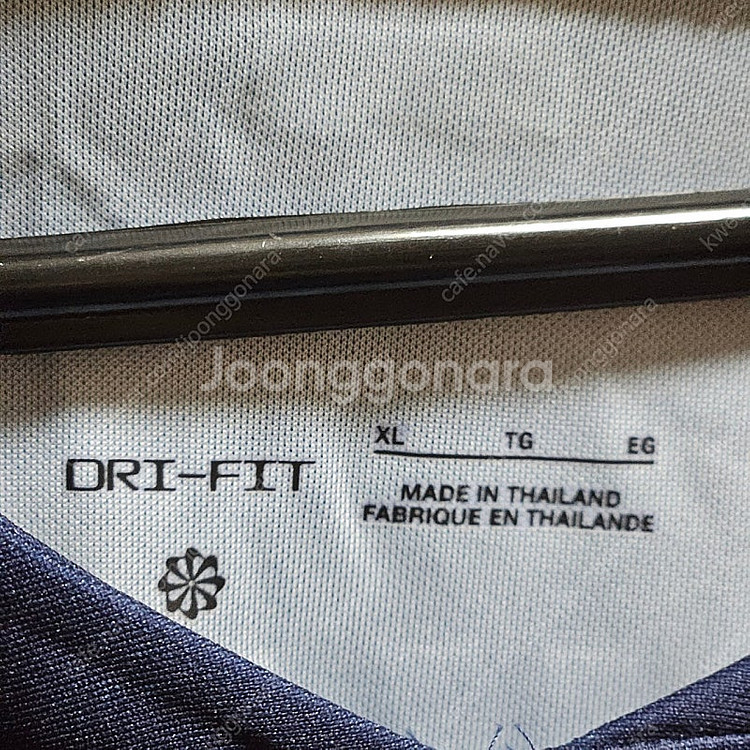 Joonggonara
XL TG EG
DRI-FIT
MADE IN THAILAND
FABRIQUE EN THAILANDE